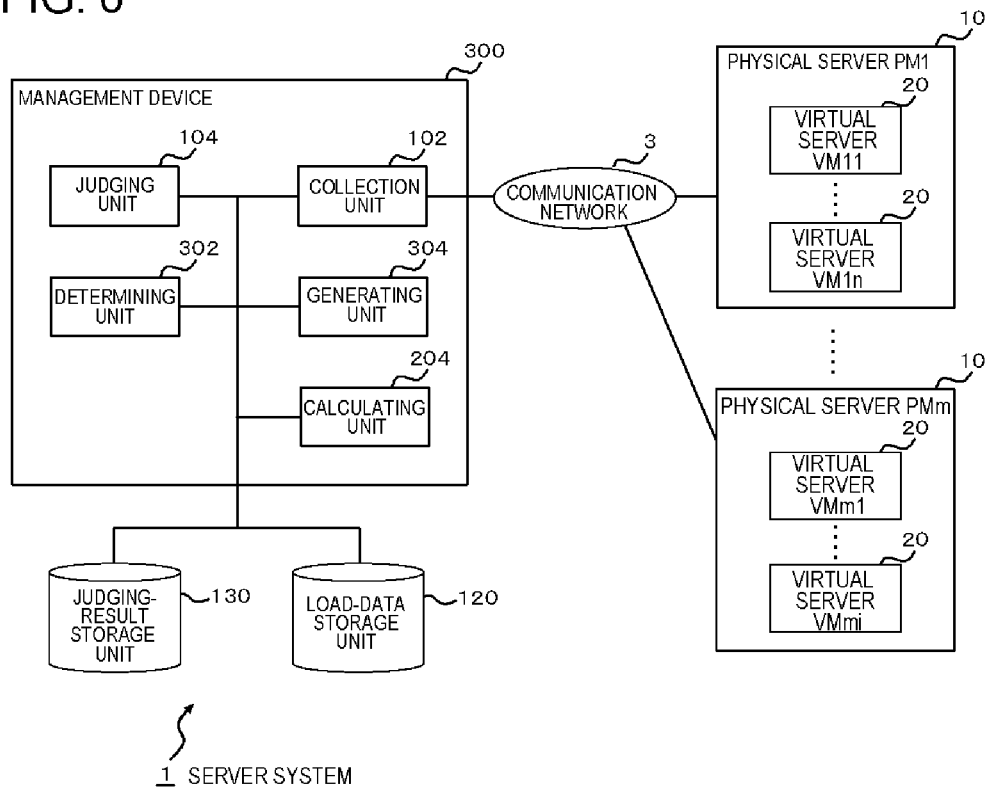 300
MANAGEMENT DEVICE
104
JUDGING
UNIT
102
COLLECTION
UNIT
302
DETERMINING
UNIT
304
GENERATING
UNIT
204
CALCULATING
UNIT
3
COMMUNICATION
NETWORK
10
PHYSICAL SERVER PM1
20
VIRTUAL
SERVER
VM11
20
VIRTUAL
SERVER
VM1n
10
PHYSICAL SERVER PMm
20
VIRTUAL
SERVER
VMm1
20
VIRTUAL
SERVER
VMmi
JUDGING-
RESULT
STORAGE
UNIT
130
LOAD-DATA
STORAGE
UNIT
120
1 SERVER SYSTEM